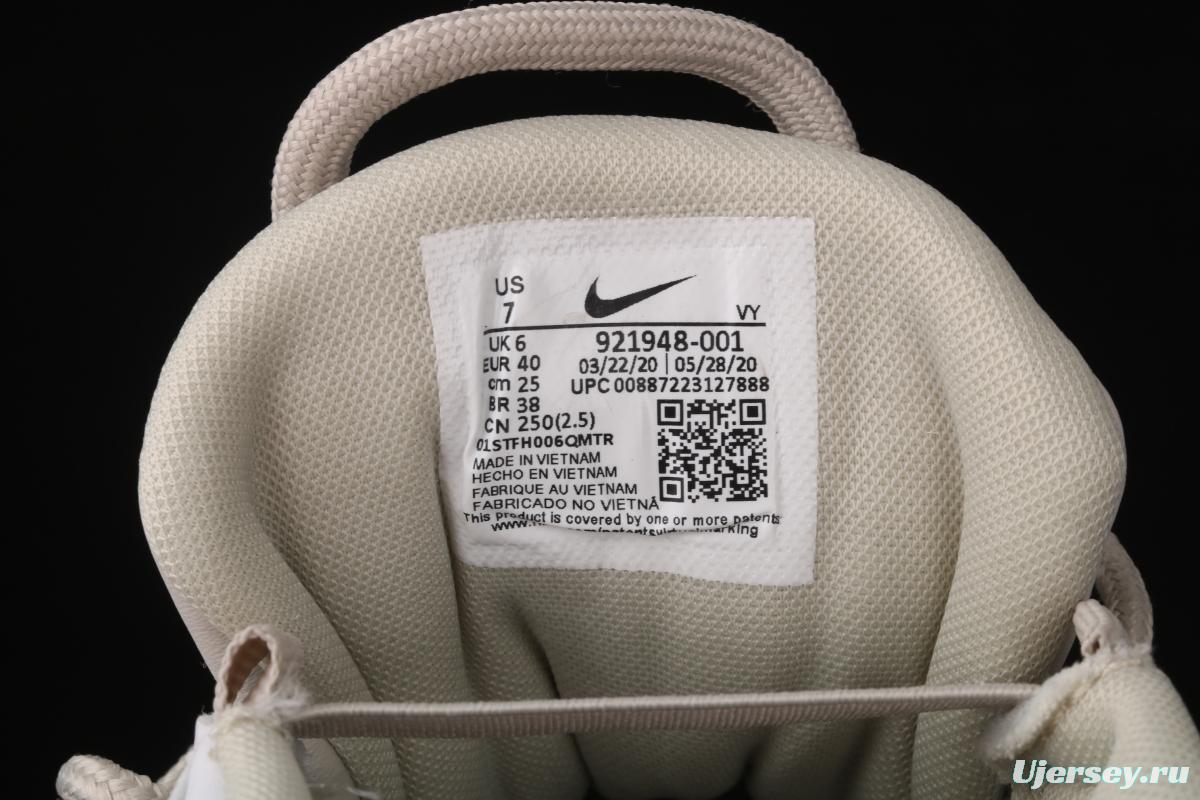 US
7
VY
UK 6
EUR 40
cm 25
BR 38
CN 250(2.5)
921948-001
03/22/20 | 05/28/20
UPC 00887223127888
01STFH006QMTR
MADE IN VIETNAM
HECHO EN VIETNAM
FABRIQUE AU VIETNAM
FABRICADO NO VIETNÃ
This product is covered by one or more patents
Ujersey.ru